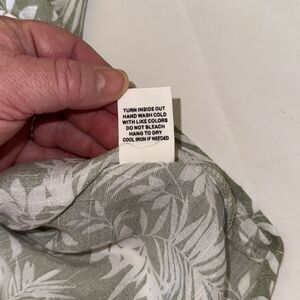 TURN INSIDE OUT
HAND WASH COLD
WITH LIKE COLORS
DO NOT BLEACH
HANG TO DRY
COOL IRON IF NEEDED